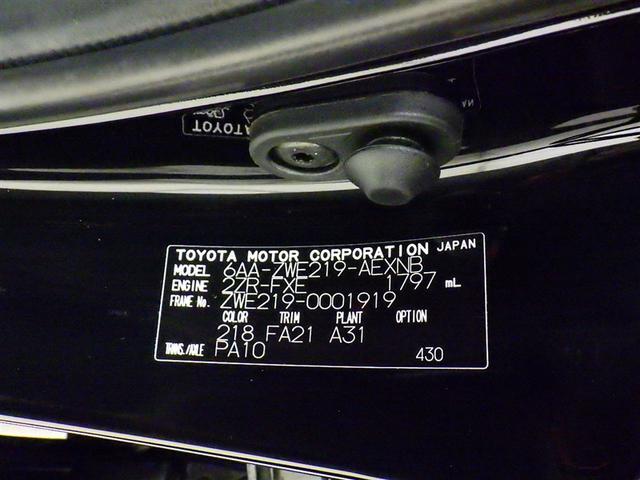 TOYOTA MOTOR CORPORATION JAPAN
MODEL 6AA-ZWE219-AEXNB
ENGINE 2ZR-FXE 1797 mL
FRAME No. ZWE219-0001919
COLOR TRIM PLANT OPTION
218 FA21 A31
TRANS./AXLE PA10 430